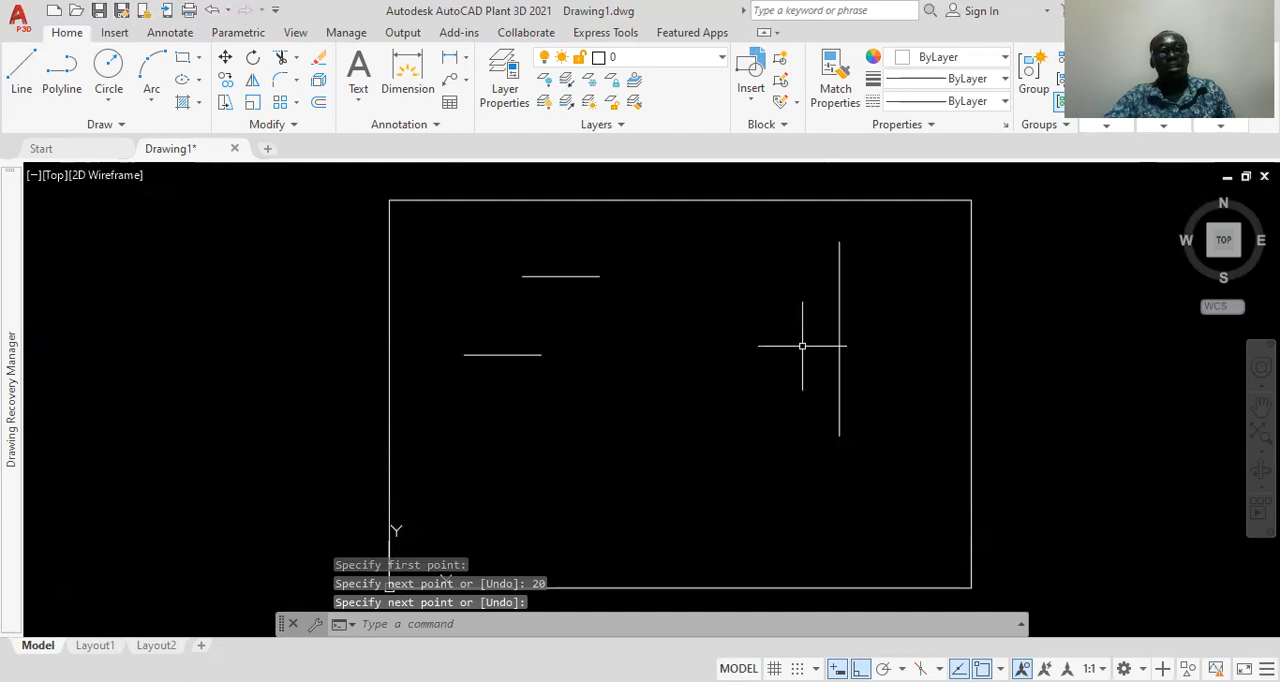 Autodesk AutoCAD Plant 3D 2021 Drawing1.dwg
Type a keyword or phrase
Sign In
P3D
Home Insert Annotate Parametric View Manage Output Add-ins Collaborate Express Tools Featured Apps
Line Polyline Circle Arc
Text Dimension
Layer Properties
0
Insert
Match Properties
ByLayer
ByLayer
ByLayer
Group
Draw Modify Annotation Layers Block Properties Groups
Start Drawing1*
[−][Top][2D Wireframe]
N
W TOP E
S
WCS
Drawing Recovery Manager
Y
Specify first point:
Specify next point or [Undo]: 20
Specify next point or [Undo]:
Type a command
Model Layout1 Layout2
MODEL 1:1